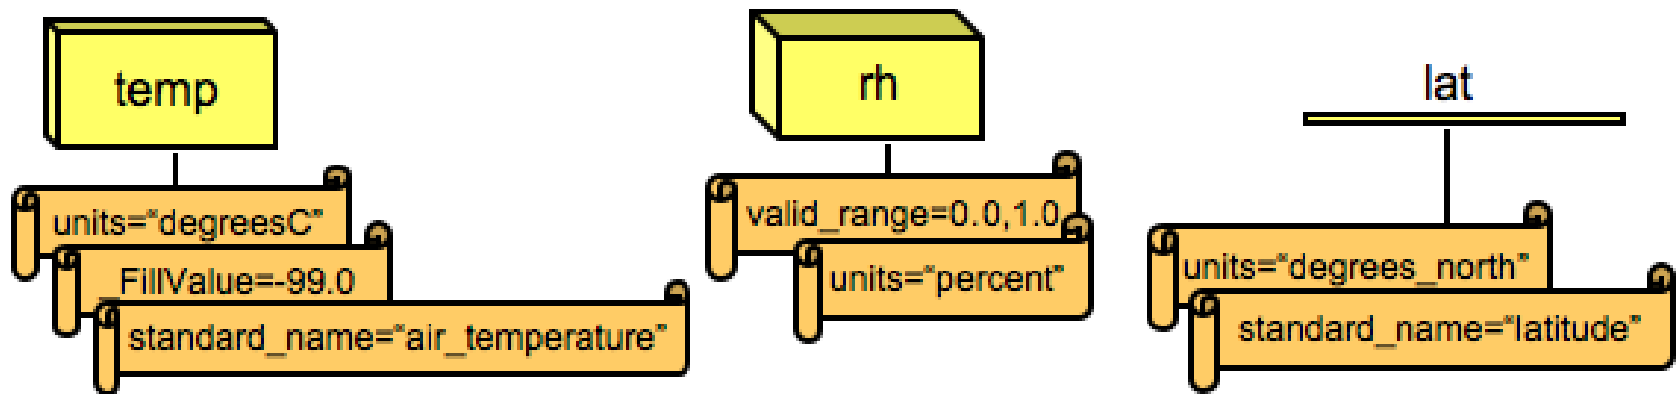 temp
units=“degreesC”
_FillValue=-99.0
standard_name=“air_temperature”
rh
valid_range=0.0,1.0
units=“percent”
lat
units=“degrees_north”
standard_name=“latitude”